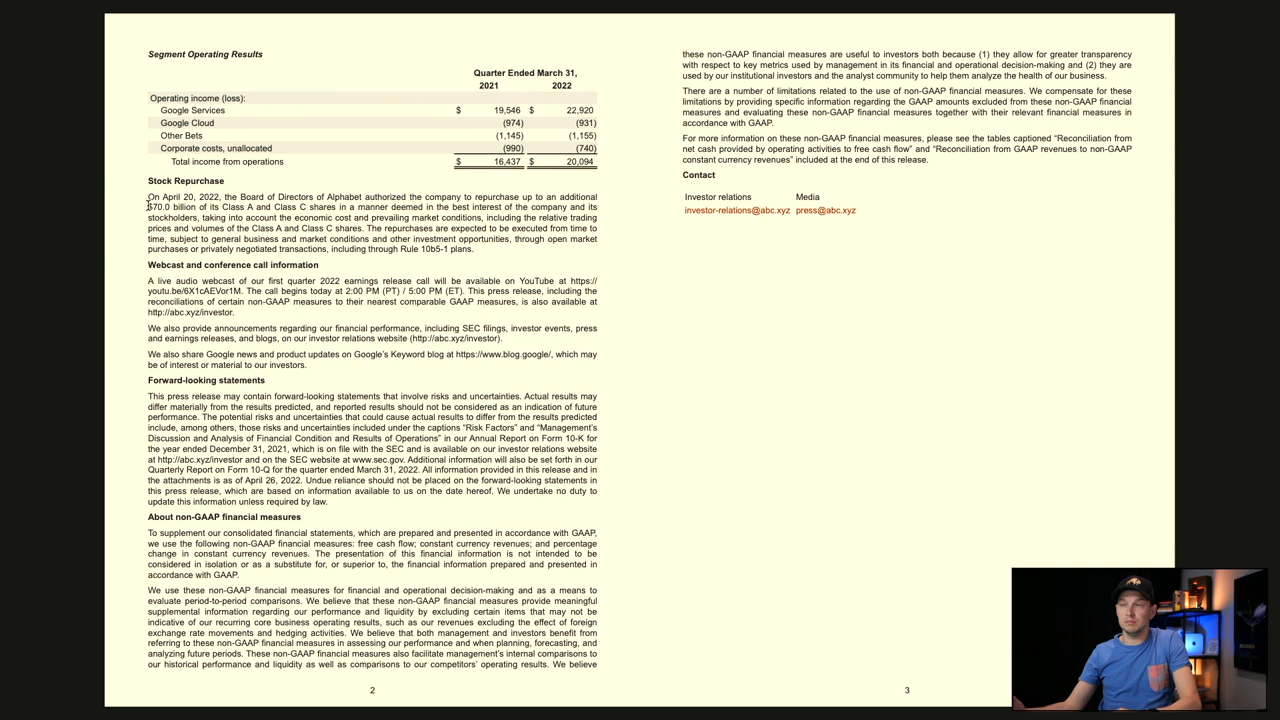 Segment Operating Results
Quarter Ended March 31,
2021 2022
Operating income (loss):
Google Services $ 19,546 $ 22,920
Google Cloud (974) (931)
Other Bets (1,145) (1,155)
Corporate costs, unallocated (990) (740)
Total income from operations $ 16,437 $ 20,094
Stock Repurchase
On April 20, 2022, the Board of Directors of Alphabet authorized the company to repurchase up to an additional
$70.0 billion of its Class A and Class C shares in a manner deemed in the best interest of the company and its
stockholders, taking into account the economic cost and prevailing market conditions, including the relative trading
prices and volumes of the Class A and Class C shares. The repurchases are expected to be executed from time to
time, subject to general business and market conditions and other investment opportunities, through open market
purchases or privately negotiated transactions, including through Rule 10b5-1 plans.
Webcast and conference call information
A live audio webcast of our first quarter 2022 earnings release call will be available on YouTube at https://
youtu.be/6X1cAEVor1M. The call begins today at 2:00 PM (PT) / 5:00 PM (ET). This press release, including the
reconciliations of certain non-GAAP measures to their nearest comparable GAAP measures, is also available at
http://abc.xyz/investor.
We also provide announcements regarding our financial performance, including SEC filings, investor events, press
and earnings releases, and blogs, on our investor relations website (http://abc.xyz/investor).
We also share Google news and product updates on Google's Keyword blog at https://www.blog.google/, which may
be of interest or material to our investors.
Forward-looking statements
This press release may contain forward-looking statements that involve risks and uncertainties. Actual results may
differ materially from the results predicted, and reported results should not be considered as an indication of future
performance. The potential risks and uncertainties that could cause actual results to differ from the results predicted
include, among others, those risks and uncertainties included under the captions “Risk Factors” and “Management's
Discussion and Analysis of Financial Condition and Results of Operations” in our Annual Report on Form 10-K for
the year ended December 31, 2021, which is on file with the SEC and is available on our investor relations website
at http://abc.xyz/investor and on the SEC website at www.sec.gov. Additional information will also be set forth in our
Quarterly Report on Form 10-Q for the quarter ended March 31, 2022. All information provided in this release and in
the attachments is as of April 26, 2022. Undue reliance should not be placed on the forward-looking statements in
this press release, which are based on information available to us on the date hereof. We undertake no duty to
update this information unless required by law.
About non-GAAP financial measures
To supplement our consolidated financial statements, which are prepared and presented in accordance with GAAP,
we use the following non-GAAP financial measures: free cash flow; constant currency revenues; and percentage
change in constant currency revenues. The presentation of this financial information is not intended to be
considered in isolation or as a substitute for, or superior to, the financial information prepared and presented in
accordance with GAAP.
We use these non-GAAP financial measures for financial and operational decision-making and as a means to
evaluate period-to-period comparisons. We believe that these non-GAAP financial measures provide meaningful
supplemental information regarding our performance and liquidity by excluding certain items that may not be
indicative of our recurring core business operating results, such as our revenues excluding the effect of foreign
exchange rate movements and hedging activities. We believe that both management and investors benefit from
referring to these non-GAAP financial measures in assessing our performance and when planning, forecasting, and
analyzing future periods. These non-GAAP financial measures also facilitate management's internal comparisons to
our historical performance and liquidity as well as comparisons to our competitors' operating results. We believe
2
these non-GAAP financial measures are useful to investors both because (1) they allow for greater transparency
with respect to key metrics used by management in its financial and operational decision-making and (2) they are
used by our institutional investors and the analyst community to help them analyze the health of our business.
There are a number of limitations related to the use of non-GAAP financial measures. We compensate for these
limitations by providing specific information regarding the GAAP amounts excluded from these non-GAAP financial
measures and evaluating these non-GAAP financial measures together with their relevant financial measures in
accordance with GAAP.
For more information on these non-GAAP financial measures, please see the tables captioned “Reconciliation from
net cash provided by operating activities to free cash flow” and “Reconciliation from GAAP revenues to non-GAAP
constant currency revenues” included at the end of this release.
Contact
Investor relations Media
investor-relations@abc.xyz press@abc.xyz
3